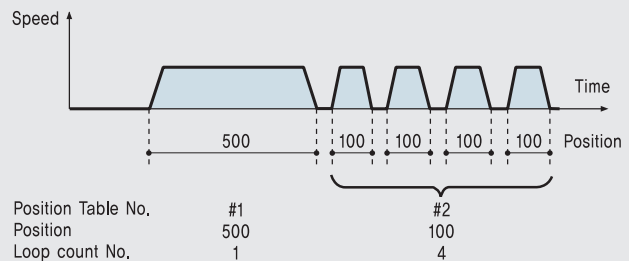 Speed
Time
500 100 100 100 100 Position
Position Table No. #1 #2
Position 500 100
Loop count No. 1 4